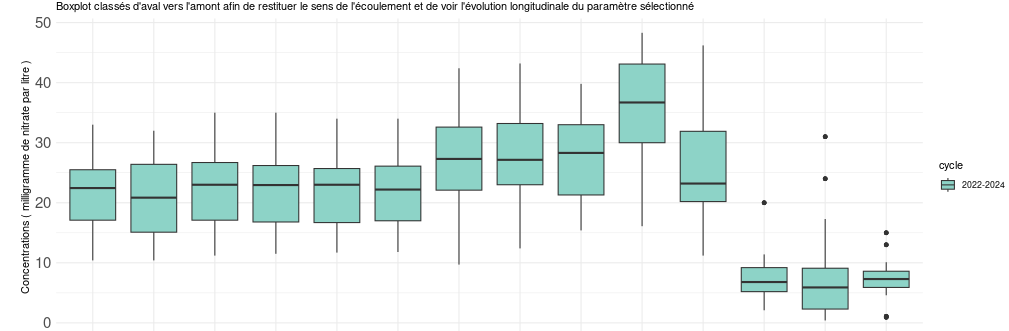 Boxplot classés d'aval vers l'amont afin de restituer le sens de l'écoulement et de voir l'évolution longitudinale du paramètre sélectionné
Concentrations ( milligramme de nitrate par litre )
50
40
30
20
10
0
cycle
2022-2024